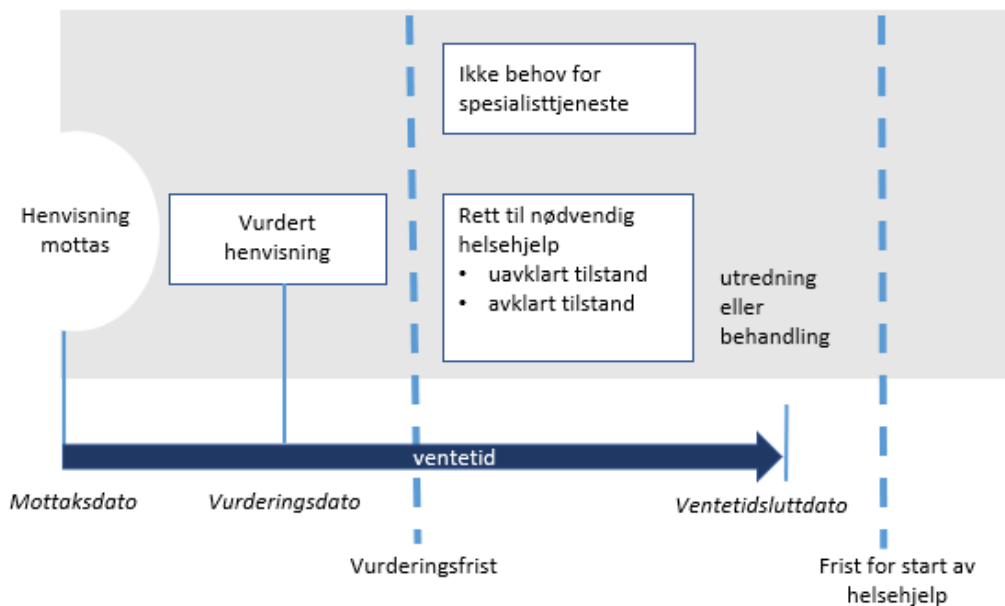 Ikke behov for
spesialisttjeneste
Henvisning
mottas
Vurdert
henvisning
Rett til nødvendig
helsehjelp
• uavklart tilstand
• avklart tilstand
utredning
eller
behandling
ventetid
Mottaksdato
Vurderingsdato
Ventetidsluttdato
Vurderingsfrist
Frist for start av
helsehjelp